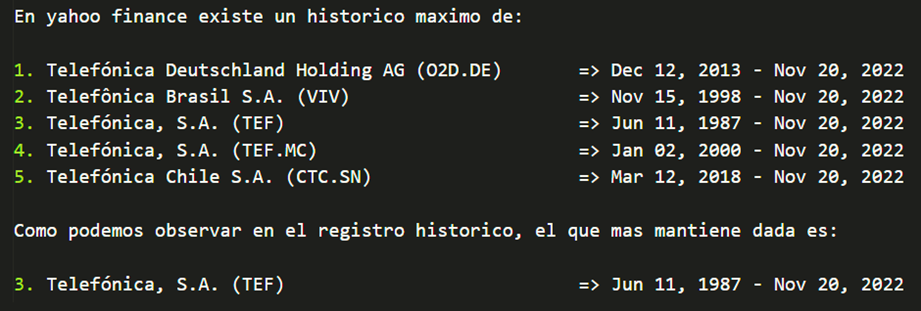 En yahoo finance existe un historico maximo de:
1. Telefónica Deutschland Holding AG (O2D.DE) => Dec 12, 2013 - Nov 20, 2022
2. Telefônica Brasil S.A. (VIV) => Nov 15, 1998 - Nov 20, 2022
3. Telefónica, S.A. (TEF) => Jun 11, 1987 - Nov 20, 2022
4. Telefónica, S.A. (TEF.MC) => Jan 02, 2000 - Nov 20, 2022
5. Telefónica Chile S.A. (CTC.SN) => Mar 12, 2018 - Nov 20, 2022
Como podemos observar en el registro historico, el que mas mantiene dada es:
3. Telefónica, S.A. (TEF) => Jun 11, 1987 - Nov 20, 2022